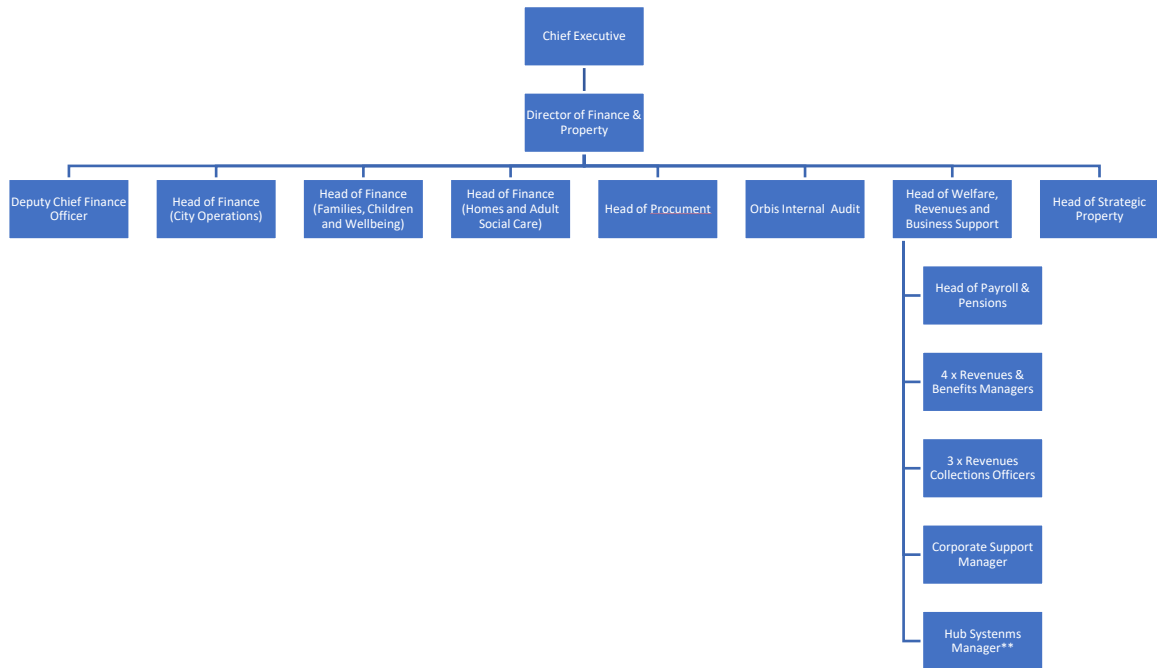 Chief Executive
Director of Finance &
Property
Deputy Chief Finance
Officer
Head of Finance
(City Operations)
Head of Finance
(Families, Children
and Wellbeing)
Head of Finance
(Homes and Adult
Social Care)
Head of Procument
Orbis Internal Audit
Head of Welfare,
Revenues and
Business Support
Head of Strategic
Property
Head of Payroll &
Pensions
4 x Revenues &
Benefits Managers
3 x Revenues
Collections Officers
Corporate Support
Manager
Hub Systenms
Manager**